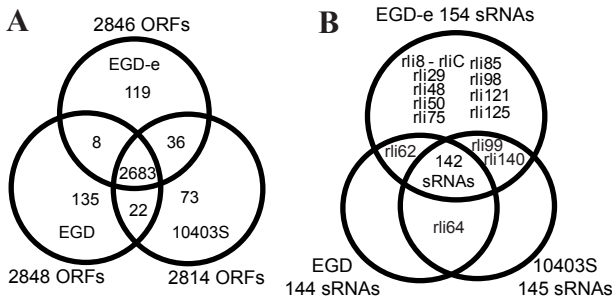 A
2846 ORFs
EGD-e
119
8
36
2683
135
22
73
EGD
10403S
2848 ORFs
2814 ORFs
B
EGD-e 154 sRNAs
rli8 - rliC
rli29
rli48
rli50
rli75
rli85
rli98
rli121
rli125
rli62
142
sRNAs
rli99
rli140
rli64
EGD
144 sRNAs
10403S
145 sRNAs